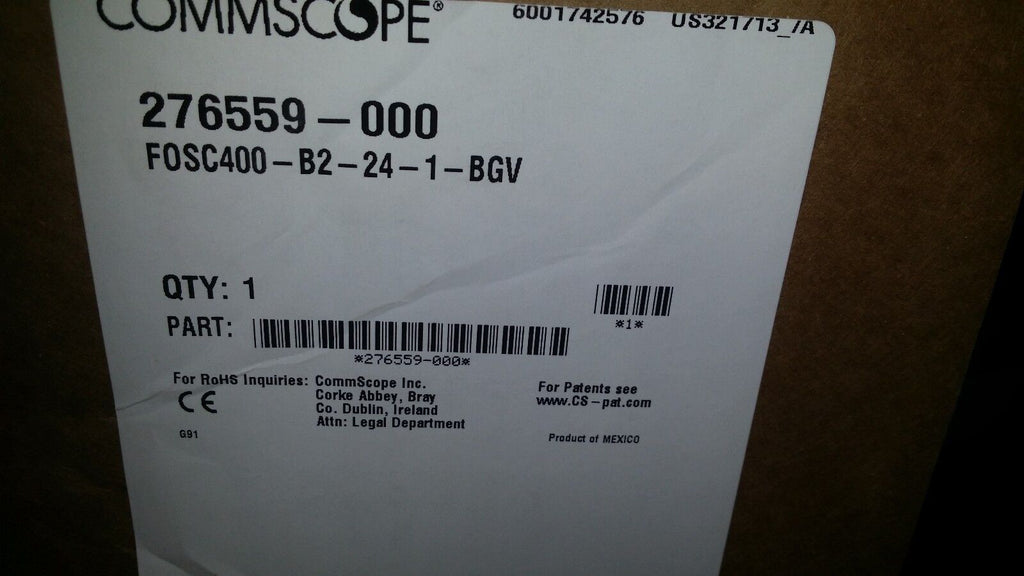 COMMSCOPE® 6001742576 US321713_7A
276559-000
FOSC400-B2-24-1-BGV
QTY: 1
*1*
PART:
*276559-000*
For RoHS Inquiries: CommScope Inc.
Corke Abbey, Bray
Co. Dublin, Ireland
Attn: Legal Department
CE
G91
For Patents see
www.CS-pat.com
Product of MEXICO